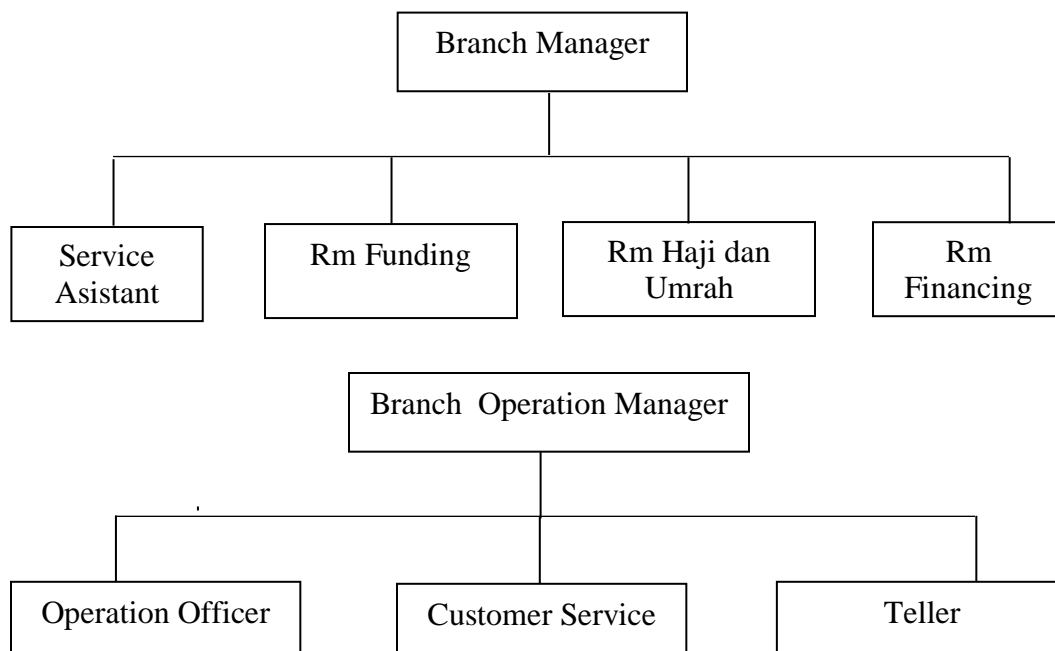 Branch Manager
Service
Asistant
Rm Funding
Rm Haji dan
Umrah
Rm
Financing
Branch  Operation Manager
Operation Officer
Customer Service
Teller